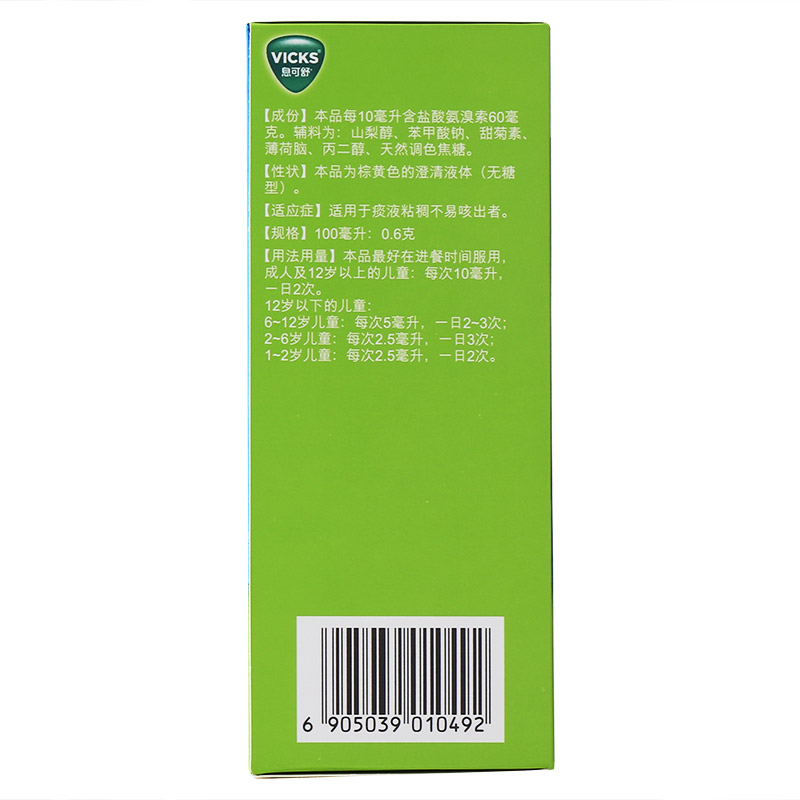 VICKS
息可舒
【成份】本品每10毫升含盐酸氨溴索60毫
克。辅料为：山梨醇、苯甲酸钠、甜菊素、
薄荷脑、丙二醇、天然调色焦糖。
【性状】本品为棕黄色的澄清液体（无糖
型）。
【适应症】适用于痰液粘稠不易咳出者。
【规格】100毫升：0.6克
【用法用量】本品最好在进餐时间服用，
成人及12岁以上的儿童：每次10毫升，
一日2次。
12岁以下的儿童：
6~12岁儿童：每次5毫升，一日2~3次；
2~6岁儿童：每次2.5毫升，一日3次；
1~2岁儿童：每次2.5毫升，一日2次。
6 905039 010492